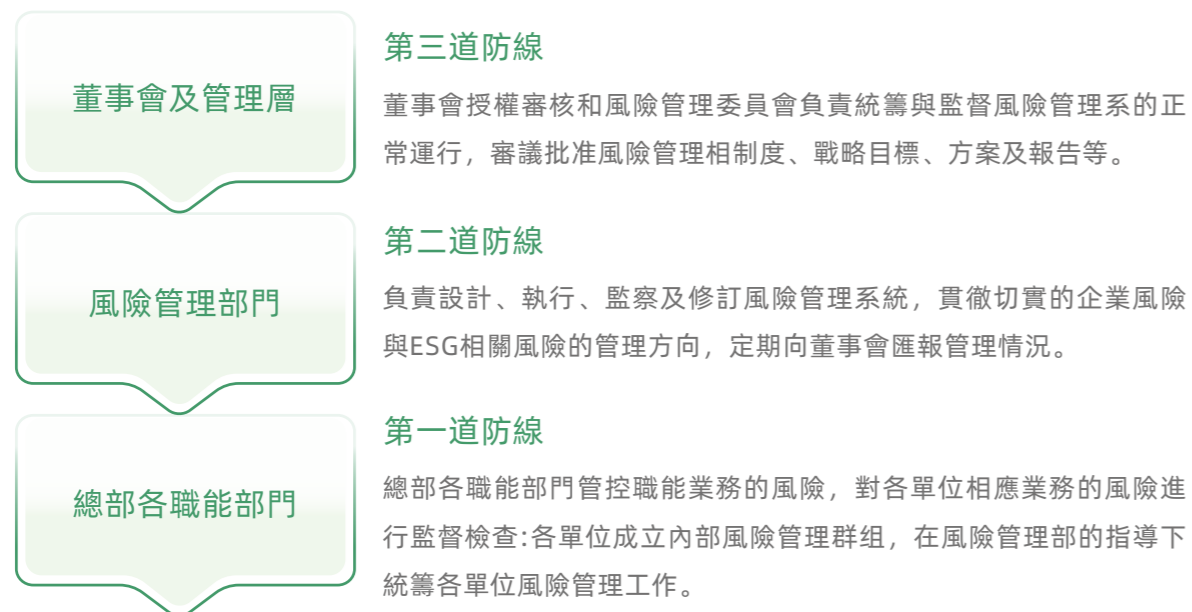 董事會及管理層
第三道防線
董事會授權審核和風險管理委員會負責統籌與監督風險管理系的正
常運行，審議批准風險管理相制度、戰略目標、方案及報告等。
風險管理部門
第二道防線
負責設計、執行、監察及修訂風險管理系統，貫徹切實的企業風險
與ESG相關風險的管理方向，定期向董事會匯報管理情況。
總部各職能部門
第一道防線
總部各職能部門管控職能業務的風險，對各單位相應業務的風險進
行監督檢查:各單位成立內部風險管理群组，在風險管理部的指導下
統籌各單位風險管理工作。